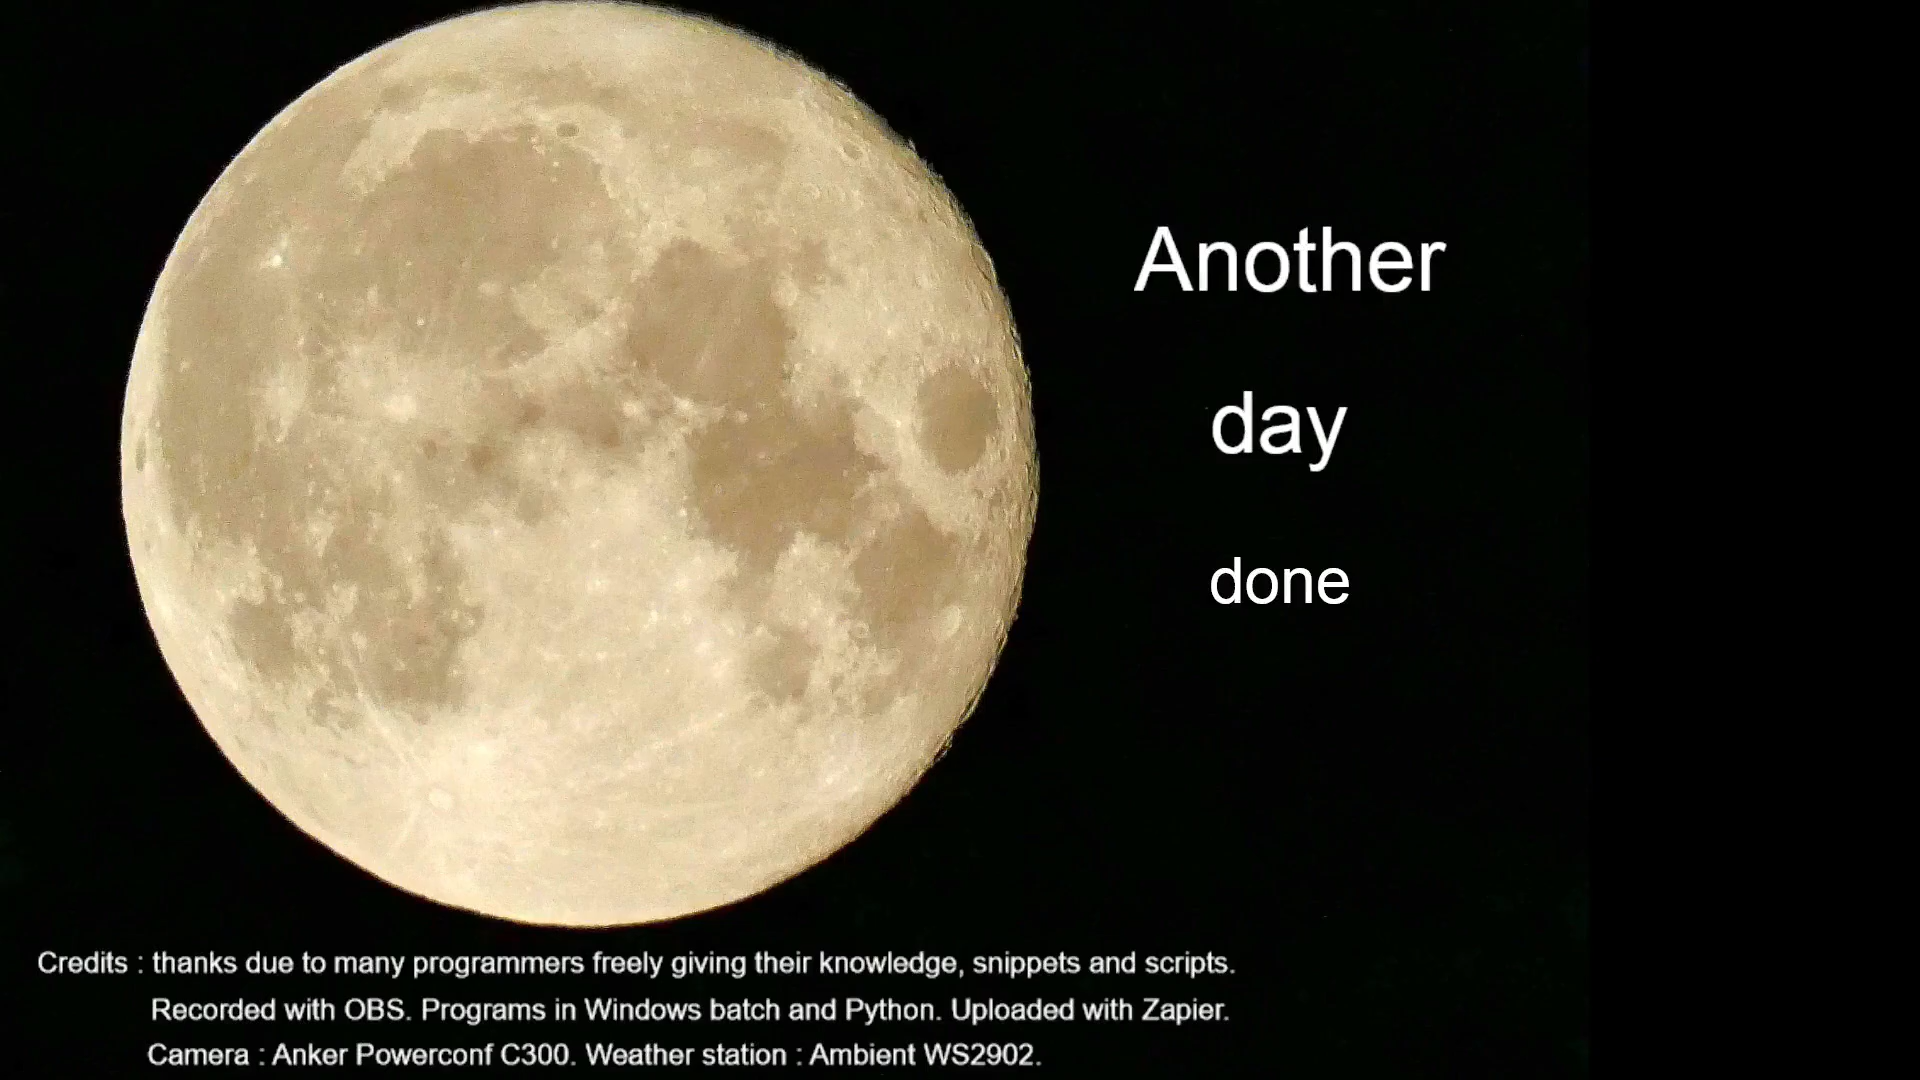 Another
day
done
Credits : thanks due to many programmers freely giving their knowledge, snippets and scripts.
Recorded with OBS. Programs in Windows batch and Python. Uploaded with Zapier.
Camera : Anker Powerconf C300. Weather station : Ambient WS2902.